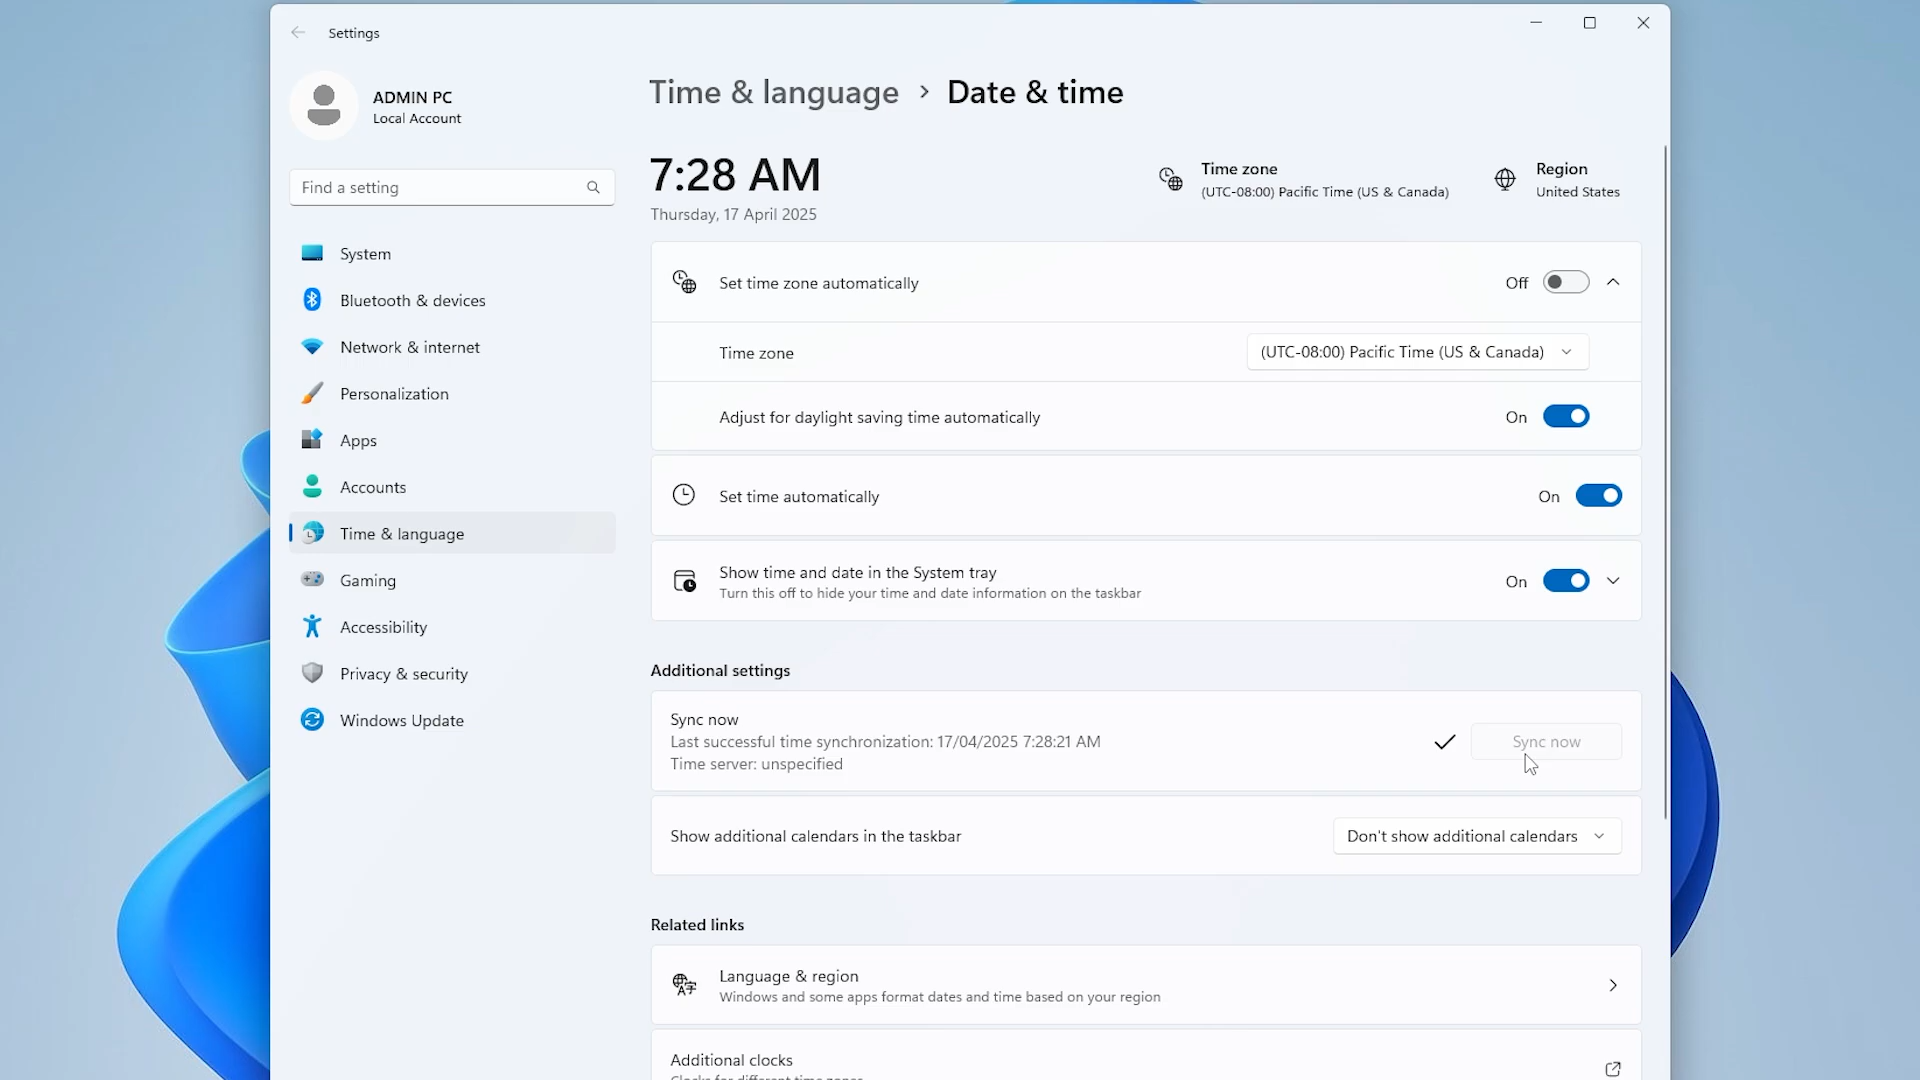 Settings
ADMIN PC
Local Account
Find a setting
System
Bluetooth & devices
Network & internet
Personalization
Apps
Accounts
Time & language
Gaming
Accessibility
Privacy & security
Windows Update
Time & language > Date & time
7:28 AM
Thursday, 17 April 2025
Time zone
(UTC-08:00) Pacific Time (US & Canada)
Region
United States
Set time zone automatically
Off
Time zone
(UTC-08:00) Pacific Time (US & Canada)
Adjust for daylight saving time automatically
On
Set time automatically
On
Show time and date in the System tray
Turn this off to hide your time and date information on the taskbar
On
Additional settings
Sync now
Last successful time synchronization: 17/04/2025 7:28:21 AM
Time server: unspecified
Sync now
Show additional calendars in the taskbar
Don't show additional calendars
Related links
Language & region
Windows and some apps format dates and time based on your region
Additional clocks
Clocks for different time zones